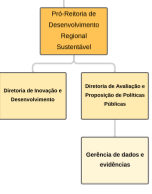 Pró-Reitoria de
Desenvolvimento
Regional
Sustentável
Diretoria de Inovação e
Desenvolvimento
Diretoria de Avaliação e
Proposição de Políticas
Públicas
Gerência de dados e
evidências